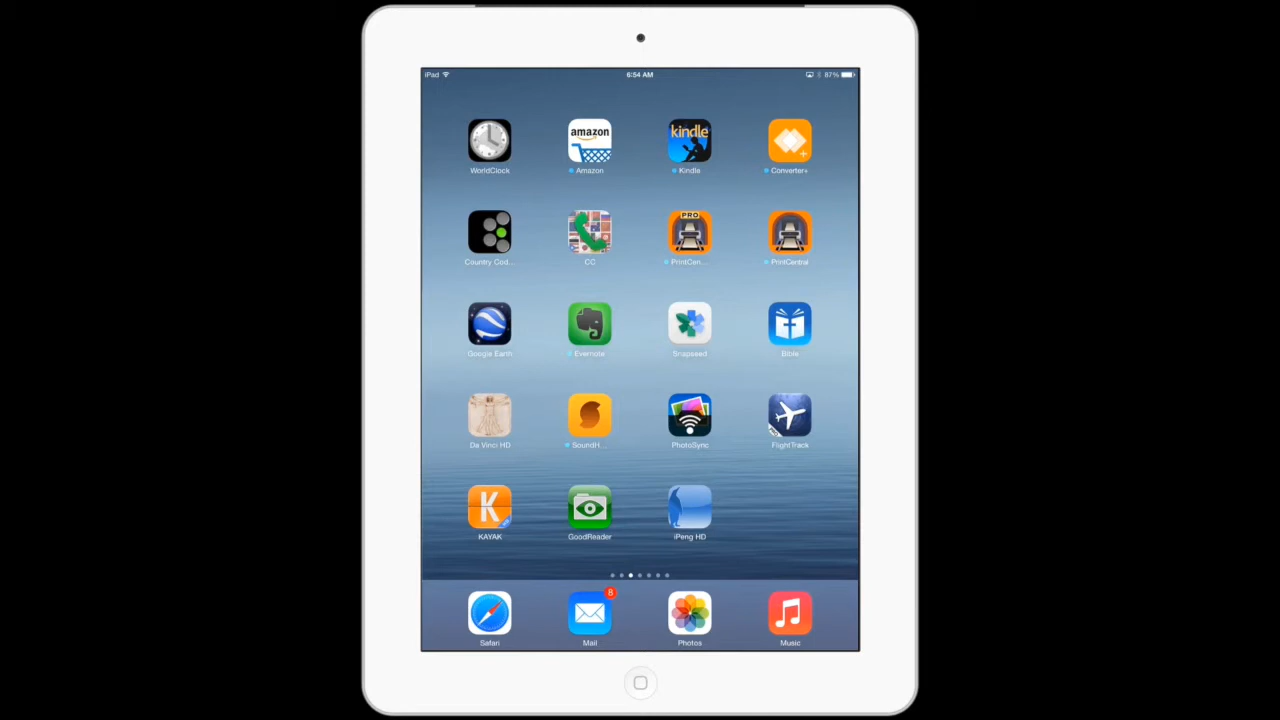 iPad 6:54 AM 87%
amazon kindle
WorldClock Amazon Kindle Converter+
PRO
Country Cod... CC PrintCen... PrintCentral
Google Earth Evernote Snapseed Bible
PRO
Da Vinci HD SoundH... PhotoSync FlightTrack
K
KAYAK GoodReader iPeng HD
8
Safari Mail Photos Music